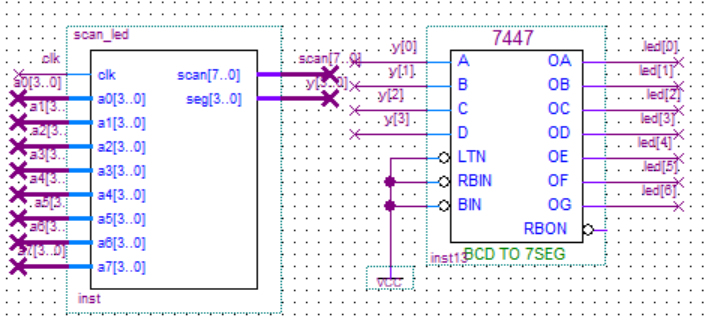 scan_led
clk
a0[3..0]
a1[3..
a2[3..
a3[3..
a4[3..
a5[3..
a6[3..
a7[3..0]
clk
a0[3..0]
a1[3..0]
a2[3..0]
a3[3..0]
a4[3..0]
a5[3..0]
a6[3..0]
a7[3..0]
scan[7..0]
seg[3..0]
inst
scan[7..0]
y[3..0]
y[0]
y[1]
y[2]
y[3]
7447
A
B
C
D
LTN
RBIN
BIN
OA
OB
OC
OD
OE
OF
OG
RBON
led[0]
led[1]
led[2]
led[3]
led[4]
led[5]
led[6]
inst13
BCD TO 7SEG
VCC